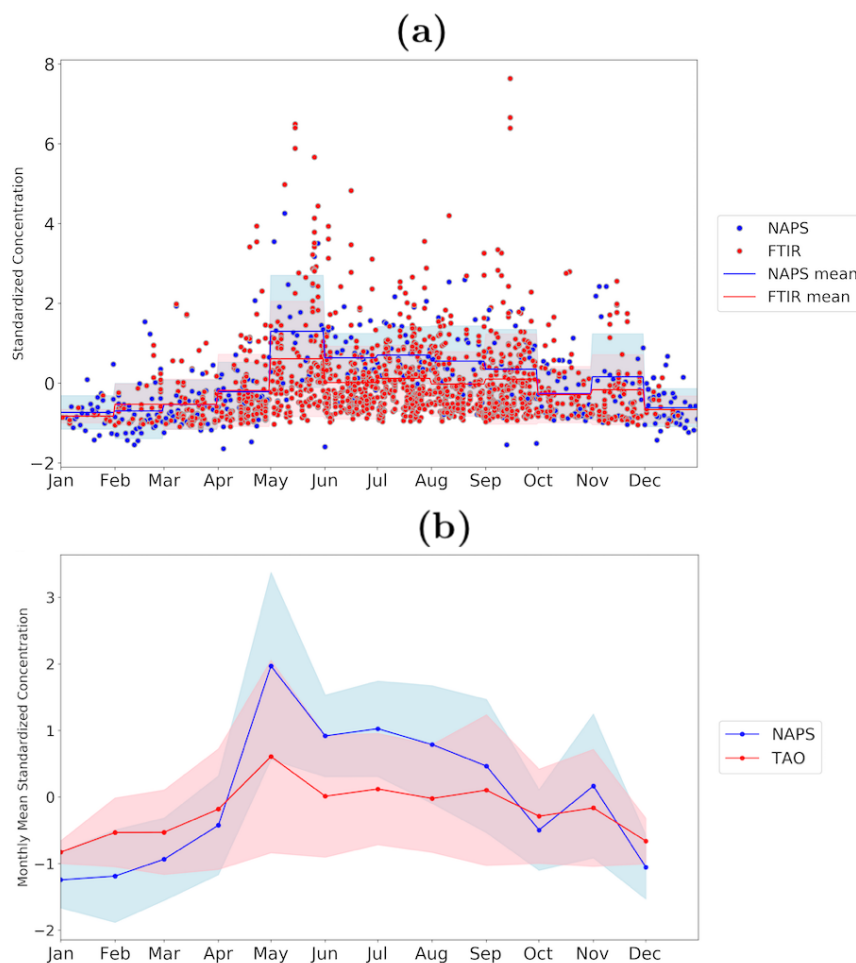 (a)
Standardized Concentration
8
6
4
2
0
−2
Jan Feb Mar Apr May Jun Jul Aug Sep Oct Nov Dec
NAPS
FTIR
NAPS mean
FTIR mean
(b)
Monthly Mean Standardized Concentration
3
2
1
0
−1
−2
Jan Feb Mar Apr May Jun Jul Aug Sep Oct Nov Dec
NAPS
TAO